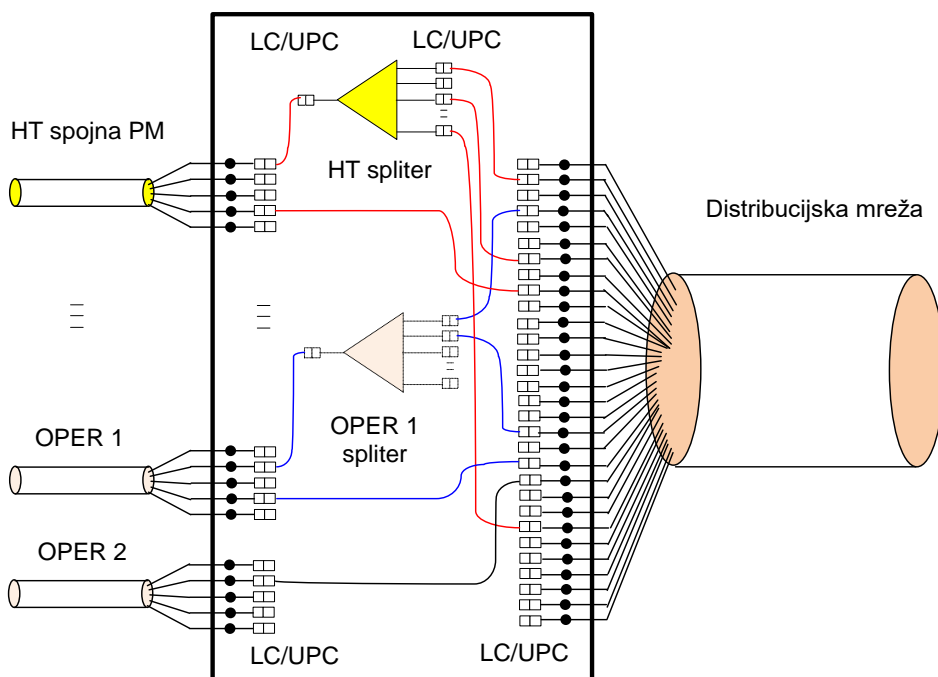 LC/UPC
LC/UPC
HT spojna PM
HT spliter
Distribucijska mreža
OPER 1
OPER 1
spliter
OPER 2
LC/UPC
LC/UPC